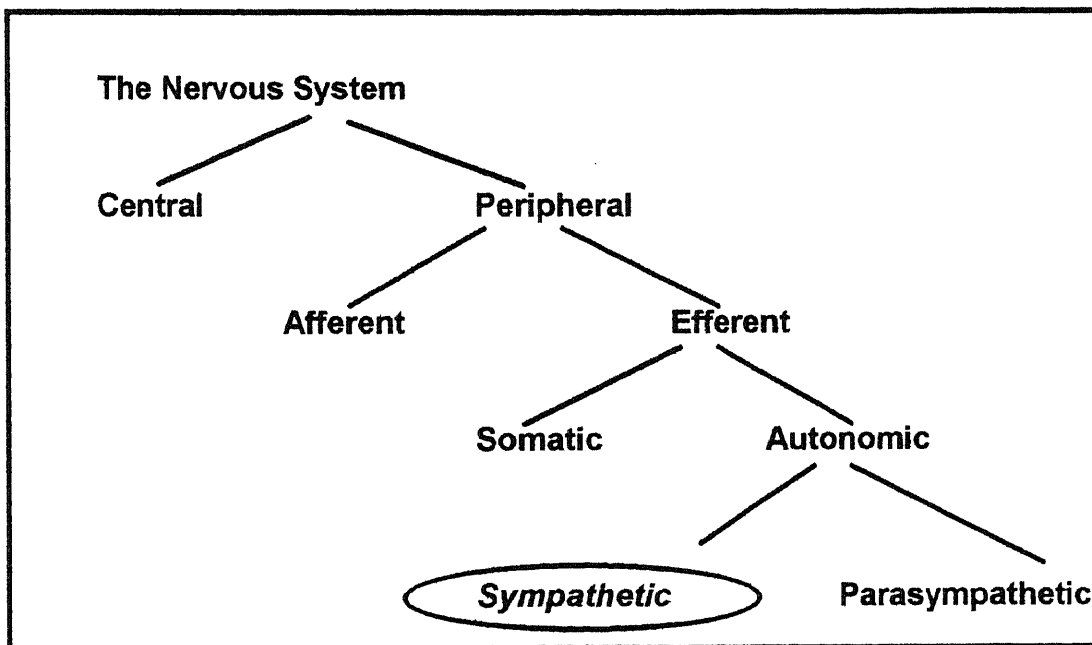 The Nervous System
Central Peripheral
Afferent Efferent
Somatic Autonomic
Sympathetic Parasympathetic